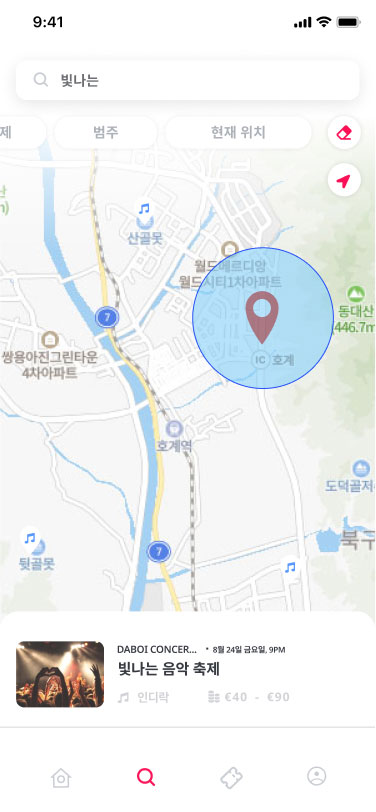 9:41
빛나는
제
범주
현재 위치
산
산골못
월드메르디앙
월드시티1차아파트
7
동대산
446.7m)
쌍용아진그린타운
4차아파트
IC 호계
호계역
도덕골저
7
북구
뒷골못
DABOI CONCER... • 8월 24일 금요일, 9PM
빛나는 음악 축제
인디락 €40 - €90